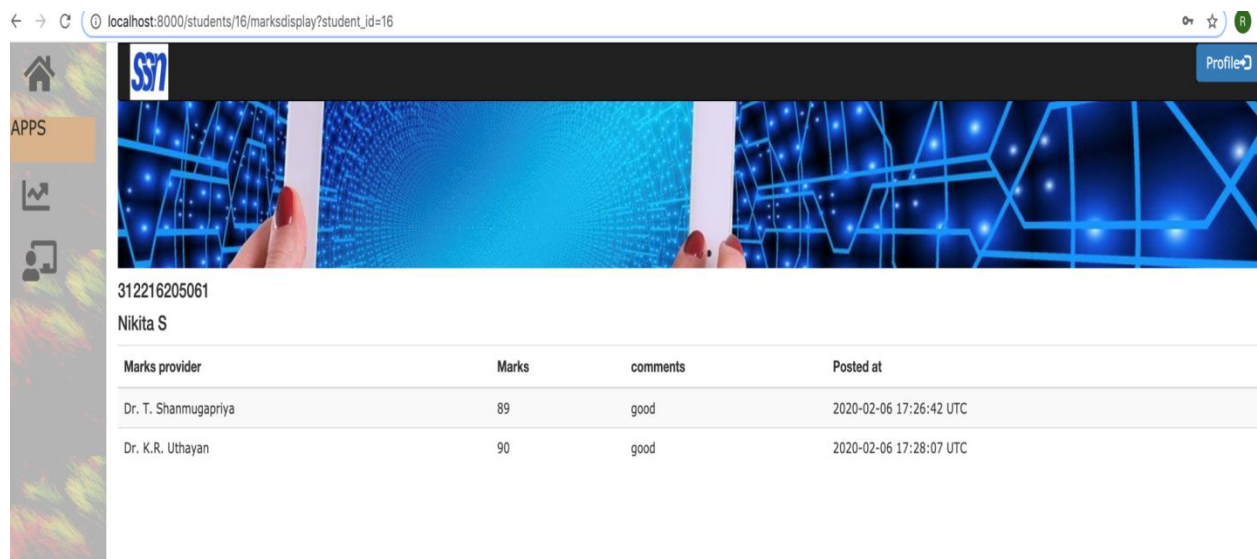 localhost:8000/students/16/marksdisplay?student_id=16
R
ssn
Profile
APPS
312216205061
Nikita S
Marks provider Marks comments Posted at
Dr. T. Shanmugapriya 89 good 2020-02-06 17:26:42 UTC
Dr. K.R. Uthayan 90 good 2020-02-06 17:28:07 UTC